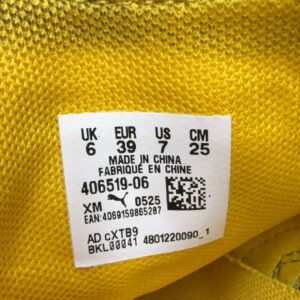 UK EUR US CM
6 39 7 25
MADE IN CHINA
FABRIQUÉ EN CHINE
406519-06
XM 0525
EAN:4069159865287
AD cXTB9
BKL00041 4801220090_1